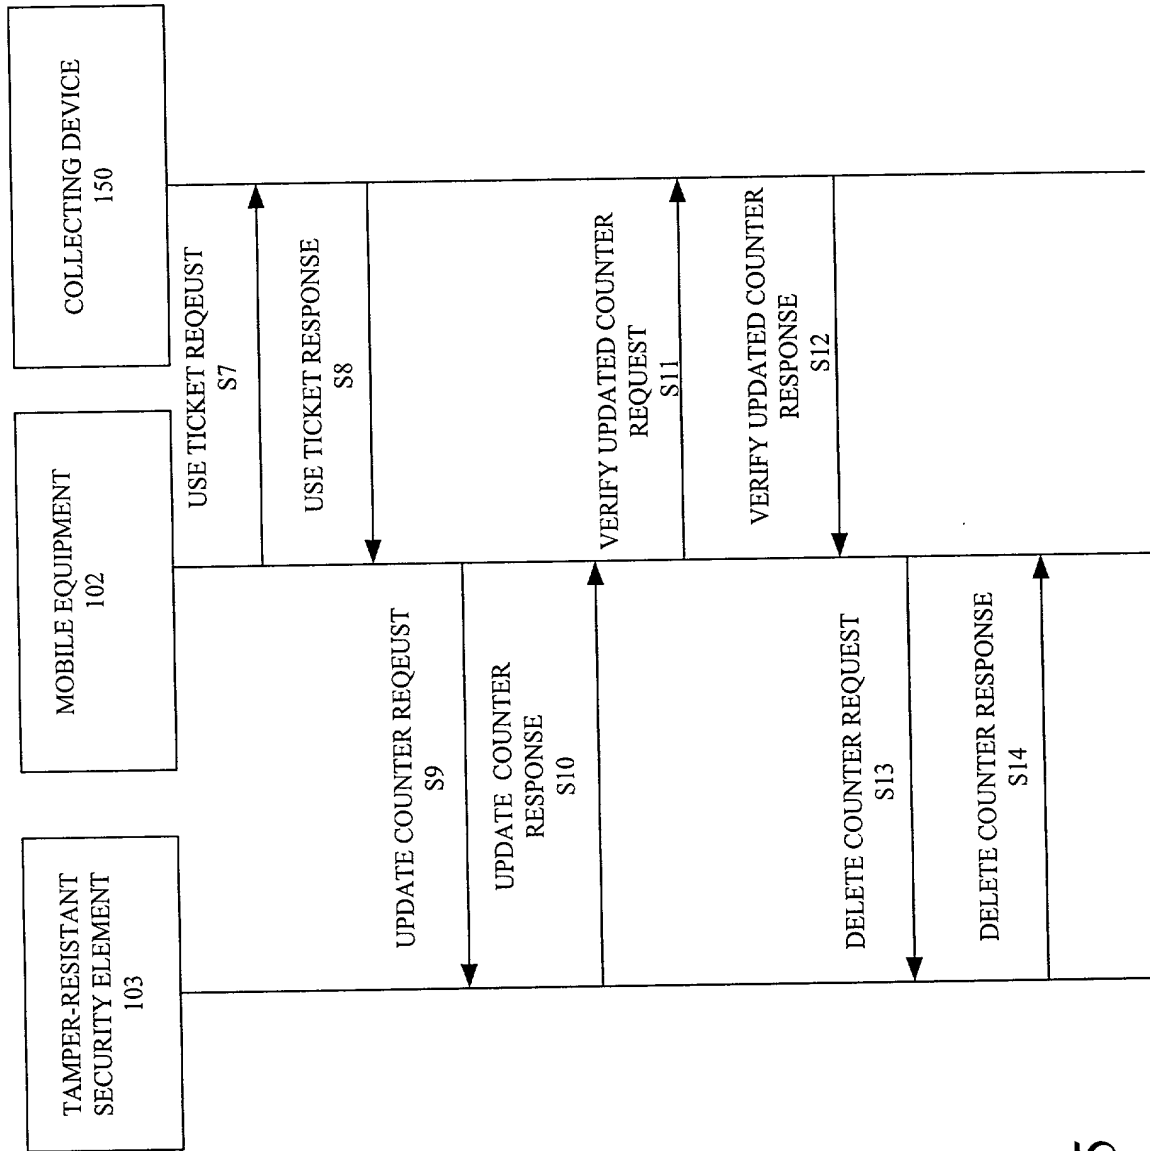 TAMPER-RESISTANT
SECURITY ELEMENT
103
MOBILE EQUIPMENT
102
COLLECTING DEVICE
150
USE TICKET REQEUST
S7
USE TICKET RESPONSE
S8
UPDATE COUNTER REQEUST
S9
UPDATE COUNTER
RESPONSE
S10
VERIFY UPDATED COUNTER
REQUEST
S11
VERIFY UPDATED COUNTER
RESPONSE
S12
DELETE COUNTER REQUEST
S13
DELETE COUNTER RESPONSE
S14